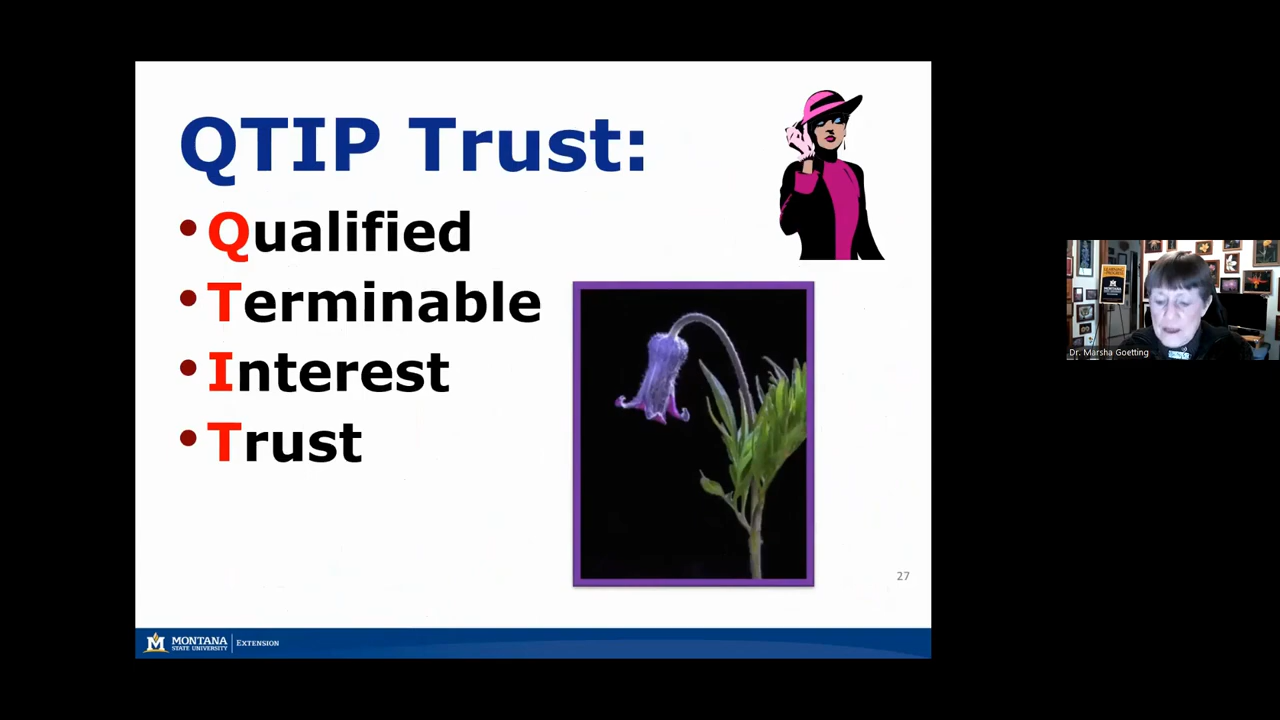 QTIP Trust:
• Qualified
• Terminable
• Interest
• Trust
27
MONTANA
STATE UNIVERSITY
EXTENSION
Dr. Marsha Goetting